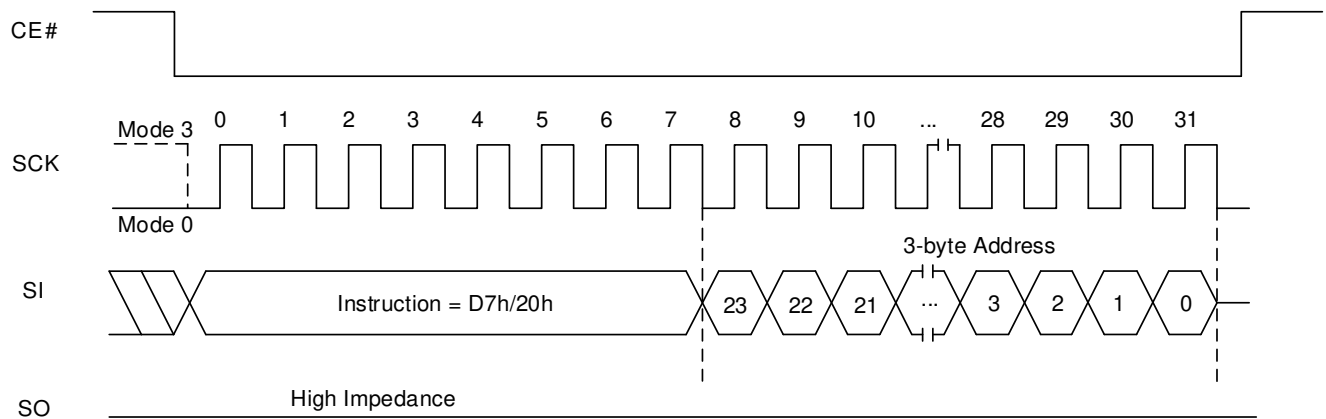 CE#
Mode 3 0 1 2 3 4 5 6 7 8 9 10 ... 28 29 30 31
SCK
Mode 0
3-byte Address
SI Instruction = D7h/20h 23 22 21 ... 3 2 1 0
SO High Impedance